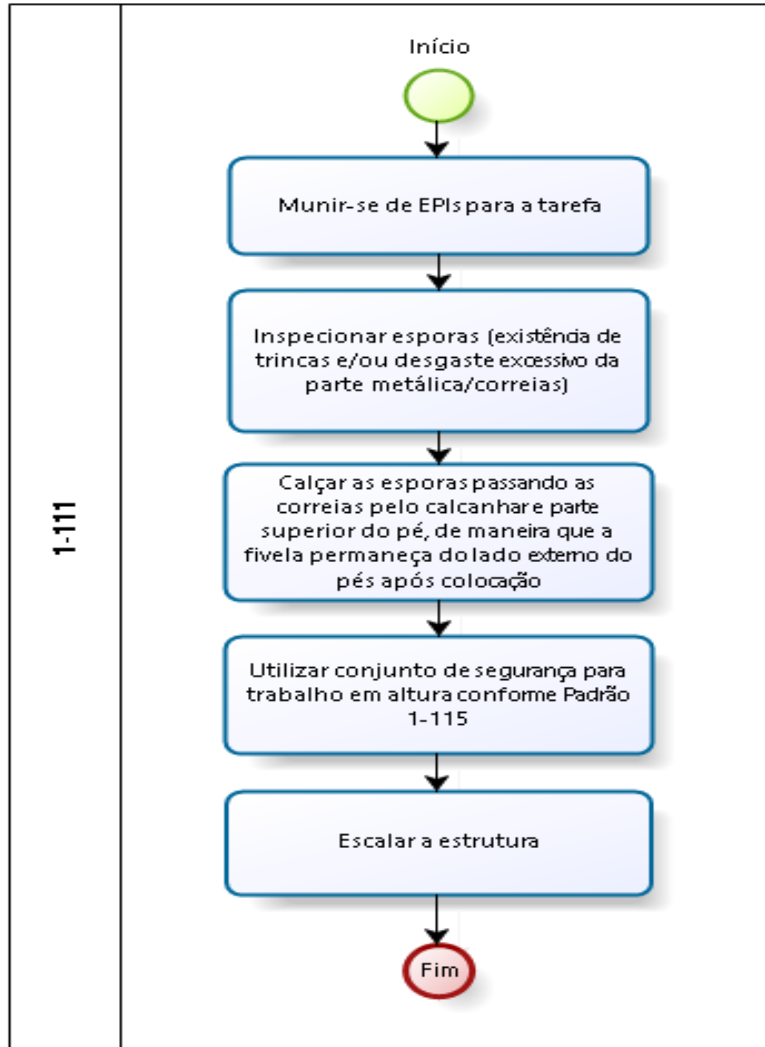 Início
Munir-se de EPIs para a tarefa
Inspecionar esporas (existência de
trincas e/ou desgaste excessivo da
parte metálica/correias)
Calçar as esporas passando as
correias pelo calcanhar e parte
superior do pé, de maneira que a
fivela permaneça do lado externo do
pés após colocação
Utilizar conjunto de segurança para
trabalho em altura conforme Padrão
1-115
Escalar a estrutura
Fim
1-111